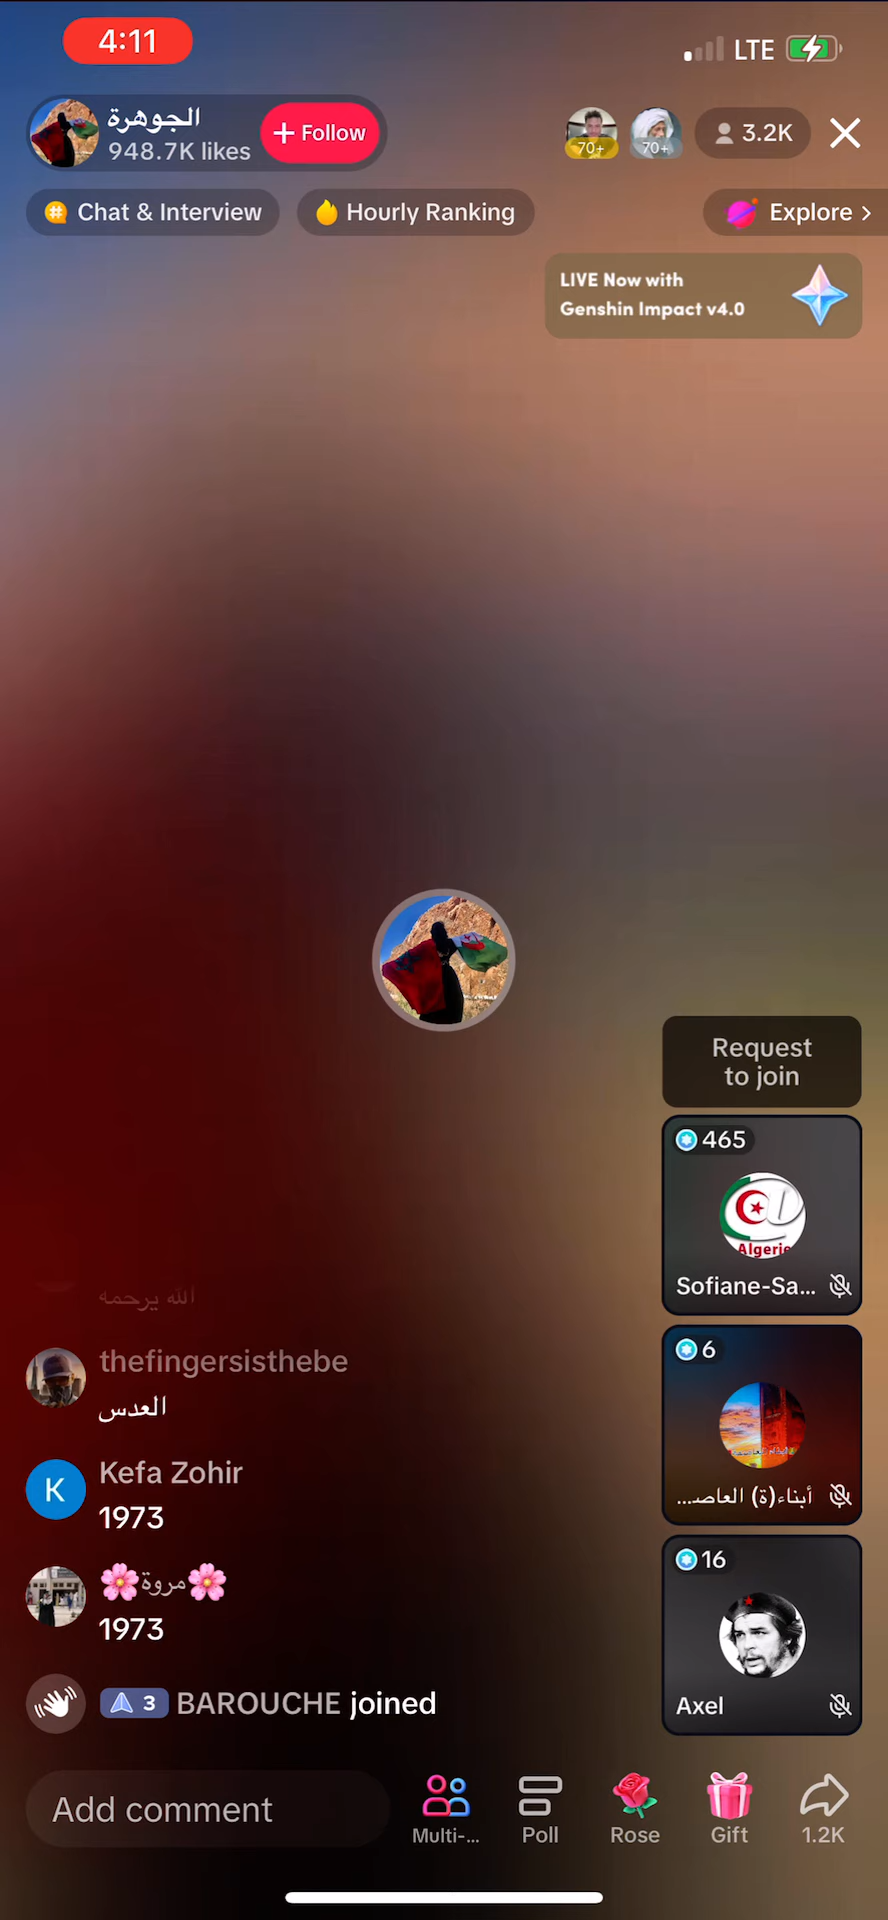 4:11
LTE
الجوهرة
948.7K likes
+ Follow
70+
70+
3.2K
Chat & Interview
Hourly Ranking
Explore >
LIVE Now with
Genshin Impact v4.0
Request
to join
465
Algerie
Sofiane-Sa...
6
أبناء(ة) العاصـ...
16
Axel
الله يرحمه
thefingersisthebe
العدس
K
Kefa Zohir
1973
🌸مروة🌸
1973
3 BAROUCHE joined
Add comment
Multi-...
Poll
Rose
Gift
1.2K